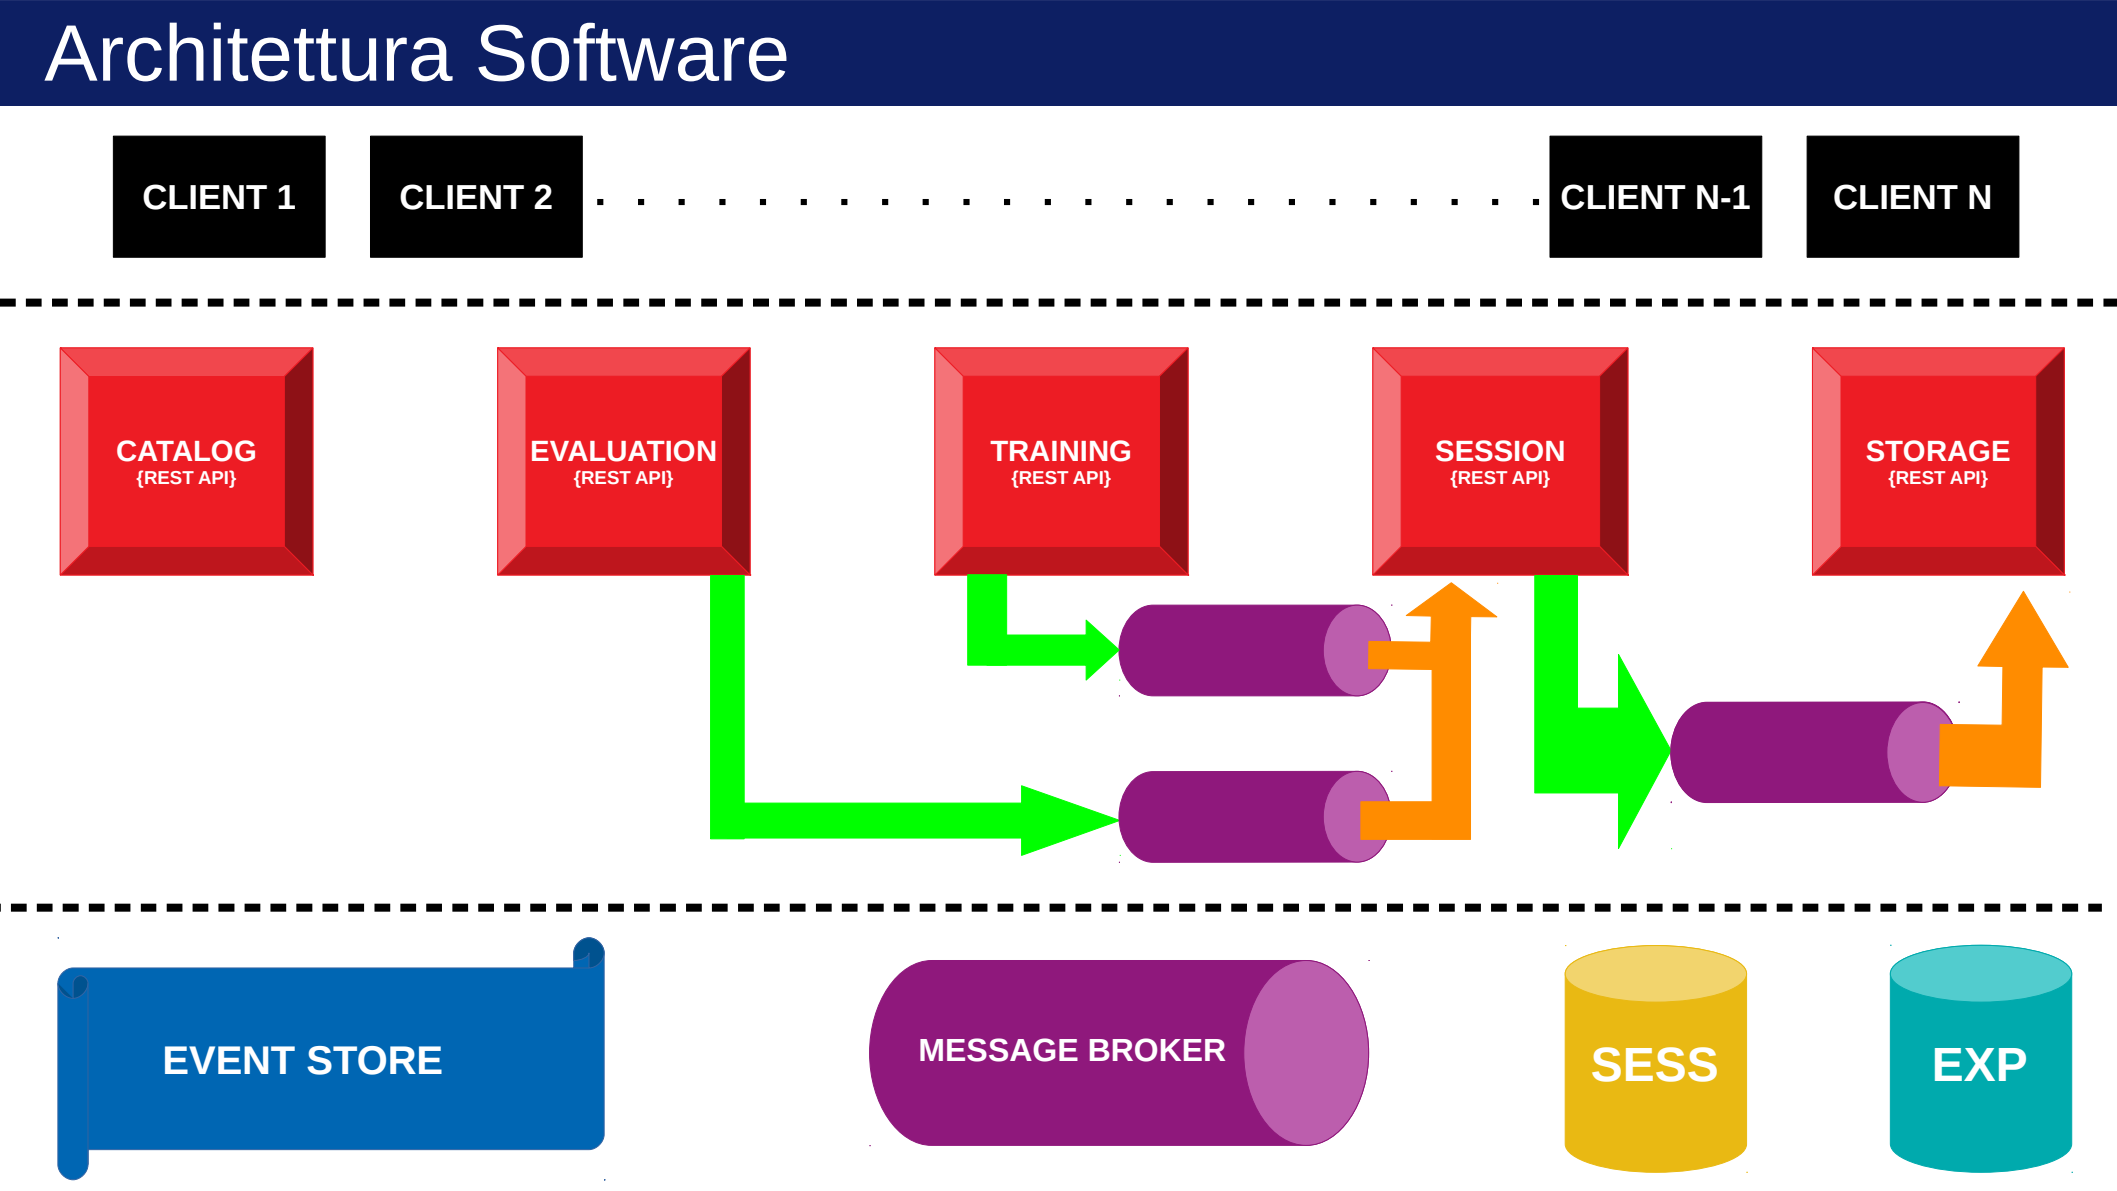 Architettura Software
CLIENT 1
CLIENT 2
CLIENT N-1
CLIENT N
CATALOG
{REST API}
EVALUATION
{REST API}
TRAINING
{REST API}
SESSION
{REST API}
STORAGE
{REST API}
EVENT STORE
MESSAGE BROKER
SESS
EXP